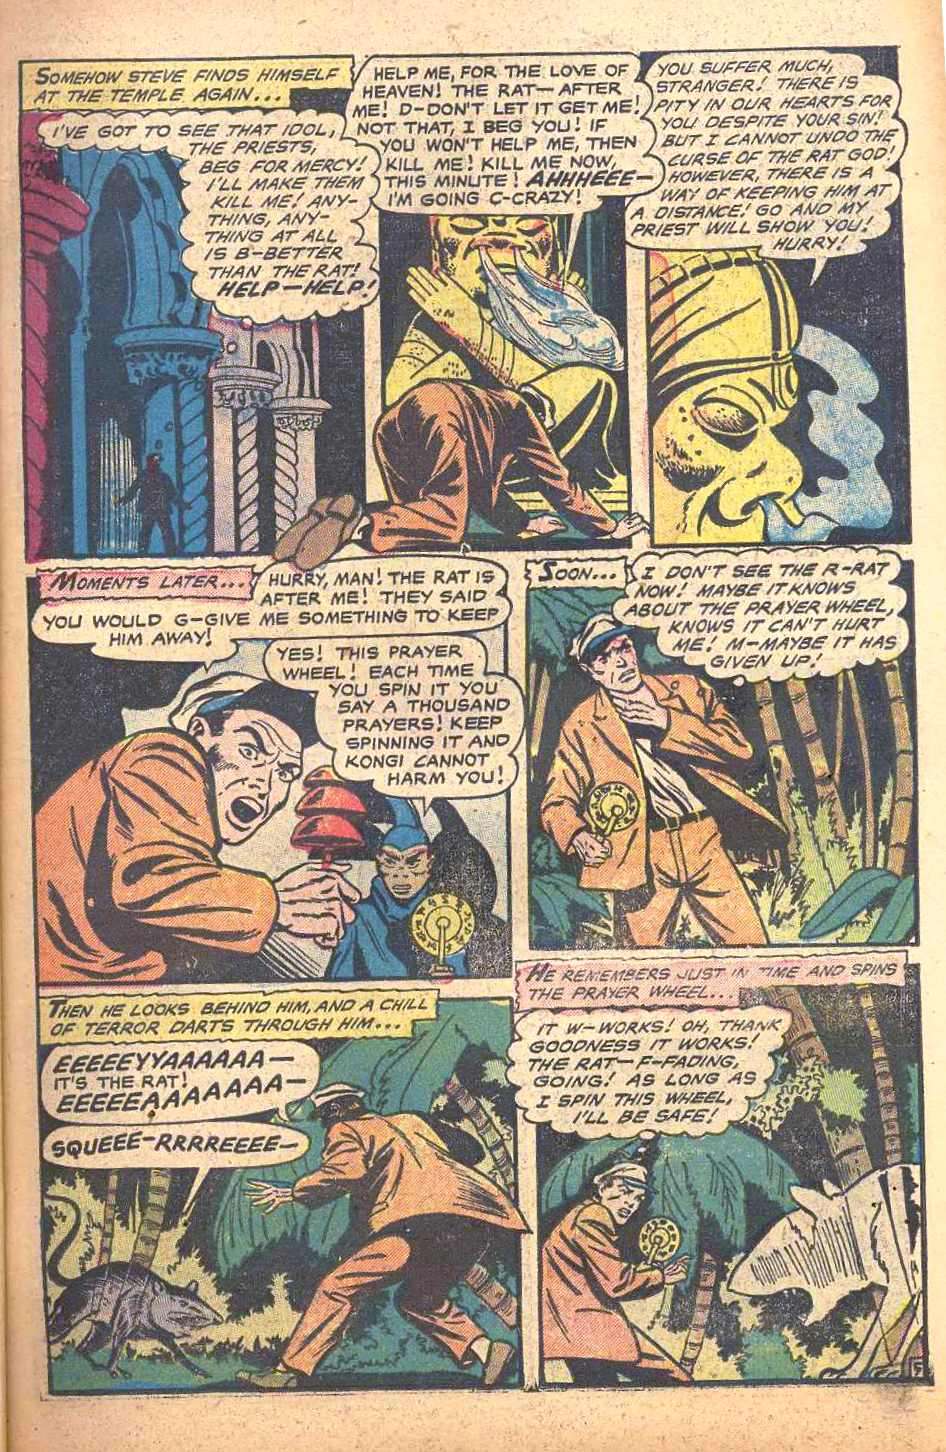 SOMEHOW STEVE FINDS HIMSELF
AT THE TEMPLE AGAIN...
I'VE GOT TO SEE THAT IDOL,
THE PRIESTS,
BEG FOR MERCY!
I'LL MAKE THEM
KILL ME! ANY-
THING, ANY-
THING AT ALL
IS B-BETTER
THAN THE RAT!
HELP—HELP!
HELP ME, FOR THE LOVE OF
HEAVEN! THE RAT—AFTER
ME! D-DON'T LET IT GET ME!
NOT THAT, I BEG YOU! IF
YOU WON'T HELP ME, THEN
KILL ME! KILL ME NOW,
THIS MINUTE! AHHHEEE—
I'M GOING C-CRAZY!
YOU SUFFER MUCH,
STRANGER! THERE IS
PITY IN OUR HEARTS FOR
YOU DESPITE YOUR SIN!
BUT I CANNOT UNDO THE
CURSE OF THE RAT GOD!
HOWEVER, THERE IS A
WAY OF KEEPING HIM AT
A DISTANCE! GO AND MY
PRIEST WILL SHOW YOU!
HURRY!
MOMENTS LATER...
HURRY, MAN! THE RAT IS
AFTER ME! THEY SAID
YOU WOULD G-GIVE ME SOMETHING TO KEEP
HIM AWAY!
YES! THIS PRAYER
WHEEL! EACH TIME
YOU SPIN IT YOU
SAY A THOUSAND
PRAYERS! KEEP
SPINNING IT AND
KONGI CANNOT
HARM YOU!
SOON...
I DON'T SEE THE R-RAT
NOW! MAYBE IT KNOWS
ABOUT THE PRAYER WHEEL,
KNOWS IT CAN'T HURT
ME! M-MAYBE IT HAS
GIVEN UP!
THEN HE LOOKS BEHIND HIM, AND A CHILL
OF TERROR DARTS THROUGH HIM...
EEEEEYYAAAAAA—
IT'S THE RAT!
EEEEEEAAAAAAAA—
SQUEEE-RRRREEEE—
HE REMEMBERS JUST IN TIME AND SPINS
THE PRAYER WHEEL...
IT W-WORKS! OH, THANK
GOODNESS IT WORKS!
THE RAT—F-FADING,
GOING! AS LONG AS
I SPIN THIS WHEEL,
I'LL BE SAFE!
5